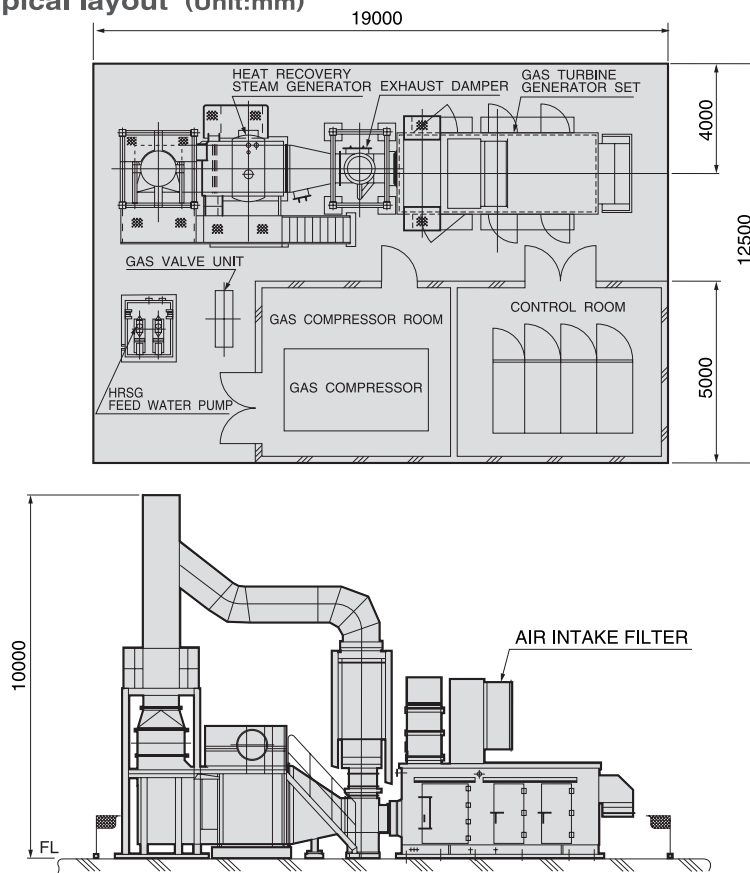 pical layout (Unit:mm)
19000
HEAT RECOVERY
STEAM GENERATOR
EXHAUST DAMPER
GAS TURBINE
GENERATOR SET
4000
12500
GAS VALVE UNIT
GAS COMPRESSOR ROOM
CONTROL ROOM
GAS COMPRESSOR
5000
HRSG
FEED WATER PUMP
10000
AIR INTAKE FILTER
FL